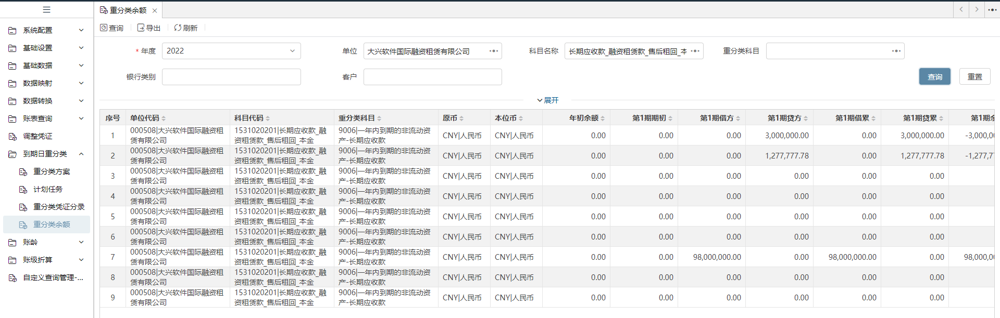 重分类余额 ×
查询 导出 刷新
系统配置
基础设置
基础数据
数据映射
数据转换
账表查询
调整凭证
到期日重分类
重分类方案
计划任务
重分类凭证分录
重分类余额
账龄
账级折算
自定义查询管理-...
* 年度 2022 单位 大兴软件国际融资租赁有限公司 科目名称 长期应收款_融资租赁款_售后租回_本 重分类科目
银行类别 客户 查询 重置
展开
序号 单位代码 科目代码 重分类科目 原币 本位币 年初余额 第1期期初 第1期借方 第1期贷方 第1期借累 第1期贷累 第1期
1 000508|大兴软件国际融资租赁有限公司 1531020201|长期应收款_融资租赁款_售后租回_本金 9006|一年内到期的非流动资产-长期应收款 CNY|人民币 CNY|人民币 0.00 0.00 0.00 3,000,000.00 0.00 3,000,000.00 -3,000,0
2 000508|大兴软件国际融资租赁有限公司 1531020201|长期应收款_融资租赁款_售后租回_本金 9006|一年内到期的非流动资产-长期应收款 CNY|人民币 CNY|人民币 0.00 0.00 0.00 1,277,777.78 0.00 1,277,777.78 -1,277,7
3 000508|大兴软件国际融资租赁有限公司 1531020201|长期应收款_融资租赁款_售后租回_本金 9006|一年内到期的非流动资产-长期应收款 CNY|人民币 CNY|人民币 0.00 0.00 0.00 0.00 0.00 0.00
4 000508|大兴软件国际融资租赁有限公司 1531020201|长期应收款_融资租赁款_售后租回_本金 9006|一年内到期的非流动资产-长期应收款 CNY|人民币 CNY|人民币 0.00 0.00 0.00 0.00 0.00 0.00
5 000508|大兴软件国际融资租赁有限公司 1531020201|长期应收款_融资租赁款_售后租回_本金 9006|一年内到期的非流动资产-长期应收款 CNY|人民币 CNY|人民币 0.00 0.00 0.00 0.00 0.00 0.00
6 000508|大兴软件国际融资租赁有限公司 1531020201|长期应收款_融资租赁款_售后租回_本金 9006|一年内到期的非流动资产-长期应收款 CNY|人民币 CNY|人民币 0.00 0.00 0.00 0.00 0.00 0.00
7 000508|大兴软件国际融资租赁有限公司 1531020201|长期应收款_融资租赁款_售后租回_本金 9006|一年内到期的非流动资产-长期应收款 CNY|人民币 CNY|人民币 0.00 0.00 98,000,000.00 0.00 98,000,000.00 0.00 98,000,0
8 000508|大兴软件国际融资租赁有限公司 1531020201|长期应收款_融资租赁款_售后租回_本金 9006|一年内到期的非流动资产-长期应收款 CNY|人民币 CNY|人民币 0.00 0.00 0.00 0.00 0.00 0.00
9 000508|大兴软件国际融资租赁有限公司 1531020201|长期应收款_融资租赁款_售后租回_本金 9006|一年内到期的非流动资产-长期应收款 CNY|人民币 CNY|人民币 0.00 0.00 0.00 0.00 0.00 0.00